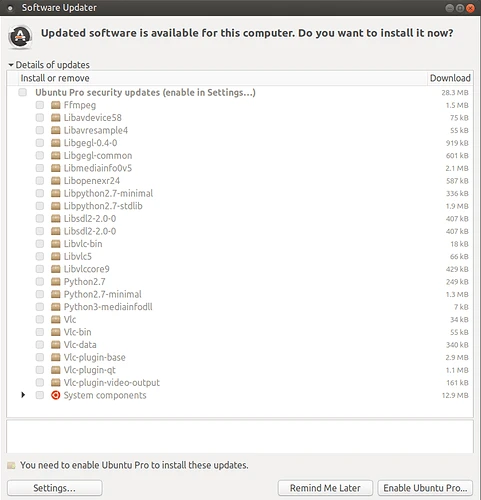 Software Updater
Updated software is available for this computer. Do you want to install it now?
Details of updates
Install or remove Download
Ubuntu Pro security updates (enable in Settings...) 28.3 MB
Ffmpeg 1.5 MB
Libavdevice58 75 kB
Libavresample4 55 kB
Libgegl-0.4-0 919 kB
Libgegl-common 601 kB
Libmediainfo0v5 2.1 MB
Libopenexr24 587 kB
Libpython2.7-minimal 336 kB
Libpython2.7-stdlib 1.9 MB
Libsdl2-2.0-0 407 kB
Libsdl2-2.0-0 407 kB
Libvlc-bin 18 kB
Libvlc5 66 kB
Libvlccore9 429 kB
Python2.7 249 kB
Python2.7-minimal 1.3 MB
Python3-mediainfodll 7 kB
Vlc 34 kB
Vlc-bin 55 kB
Vlc-data 340 kB
Vlc-plugin-base 2.9 MB
Vlc-plugin-qt 1.1 MB
Vlc-plugin-video-output 161 kB
System components 12.9 MB
You need to enable Ubuntu Pro to install these updates.
Settings... Remind Me Later Enable Ubuntu Pro...